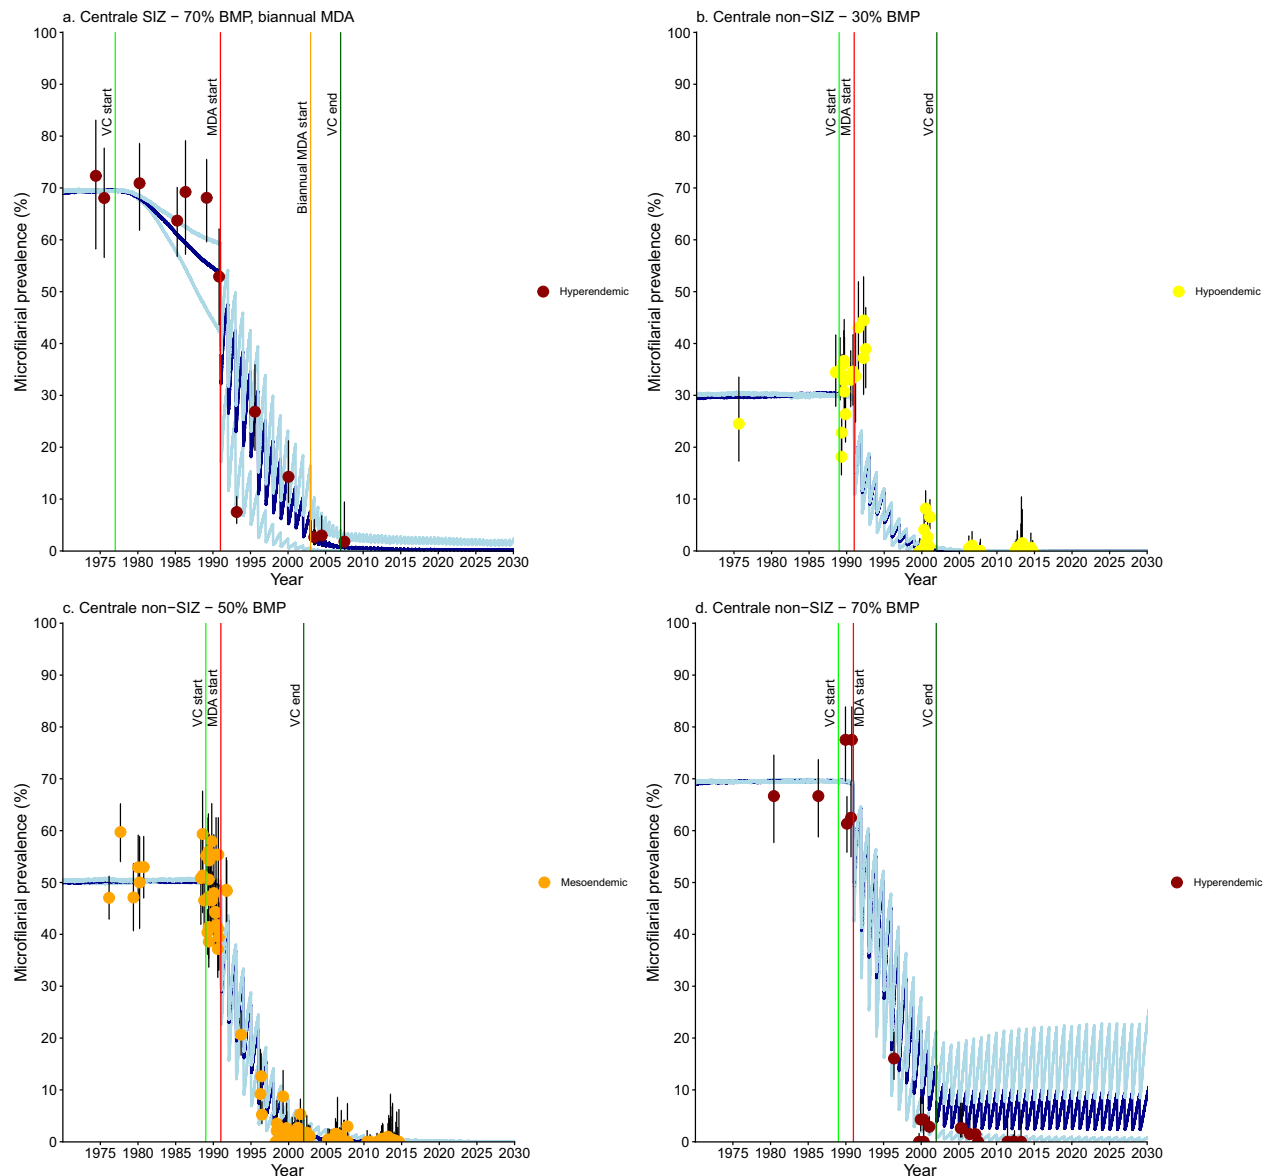 a. Centrale SIZ − 70% BMP, biannual MDA
100
90
80
70
60
50
40
30
20
10
0
Microfilarial prevalence (%)
VC start
MDA start
Biannual MDA start
VC end
1975 1980 1985 1990 1995 2000 2005 2010 2015 2020 2025 2030
Year
Hyperendemic
b. Centrale non−SIZ − 30% BMP
100
90
80
70
60
50
40
30
20
10
0
Microfilarial prevalence (%)
VC start
MDA start
VC end
1975 1980 1985 1990 1995 2000 2005 2010 2015 2020 2025 2030
Year
Hypoendemic
c. Centrale non−SIZ − 50% BMP
100
90
80
70
60
50
40
30
20
10
0
Microfilarial prevalence (%)
VC start
MDA start
VC end
1975 1980 1985 1990 1995 2000 2005 2010 2015 2020 2025 2030
Year
Mesoendemic
d. Centrale non−SIZ − 70% BMP
100
90
80
70
60
50
40
30
20
10
0
Microfilarial prevalence (%)
VC start
MDA start
VC end
1975 1980 1985 1990 1995 2000 2005 2010 2015 2020 2025 2030
Year
Hyperendemic